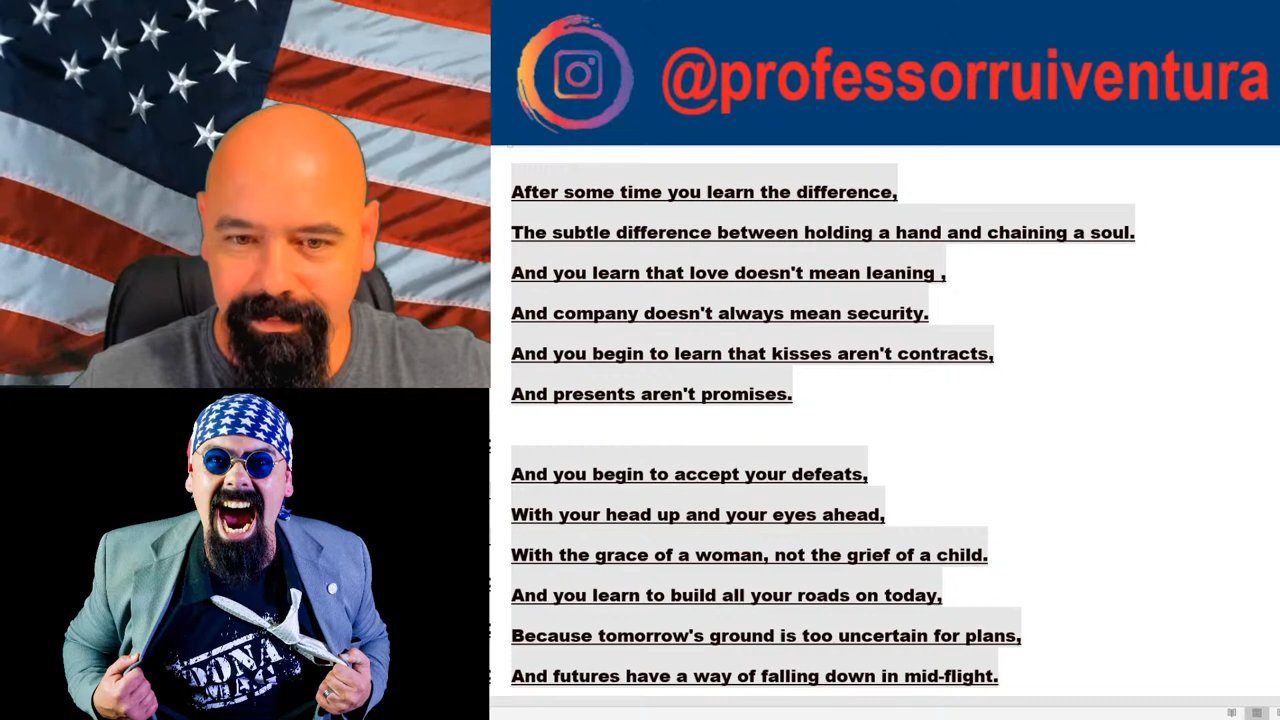 @professorruiventura
After some time you learn the difference,
The subtle difference between holding a hand and chaining a soul.
And you learn that love doesn't mean leaning ,
And company doesn't always mean security.
And you begin to learn that kisses aren't contracts,
And presents aren't promises.
And you begin to accept your defeats,
With your head up and your eyes ahead,
With the grace of a woman, not the grief of a child.
And you learn to build all your roads on today,
Because tomorrow's ground is too uncertain for plans,
And futures have a way of falling down in mid-flight.